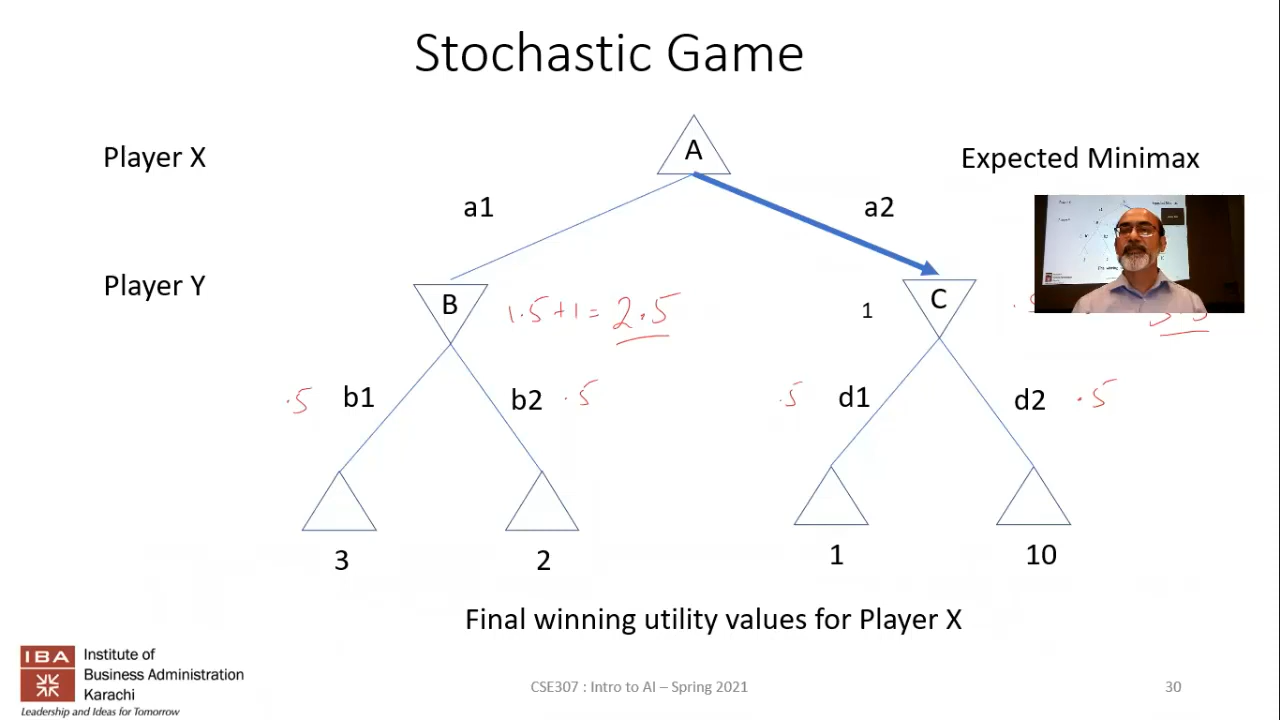 Stochastic Game
Player X
A
Expected Minimax
a1
a2
Player Y
B
1.5+1= 2.5
1
C
.5
b1
b2
.5
.5
d1
d2
.5
3
2
1
10
Final winning utility values for Player X
IBA
Institute of
Business Administration
Karachi
Leadership and Ideas for Tomorrow
CSE307 : Intro to AI – Spring 2021
30